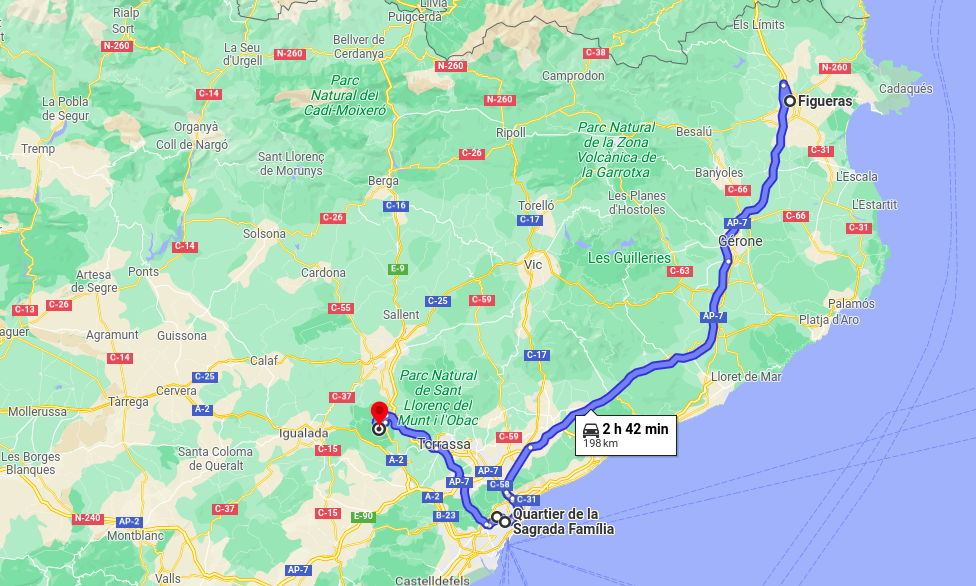 Llívia
Rialp
Puigcerdà
Sort
Els Límits
N-260
Bellver de
Cerdanya
La Seu
d'Urgell
N-260
C-38
N-260
N-260
Camprodon
Parc
Natural del
Cadí-Moixeró
Cadaqués
C-14
Figueras
N-260
La Pobla
de Segur
Organyà
Ripoll
Parc Natural
de la Zona
Volcànica de
la Garrotxa
Besalú
Coll de Nargó
Tremp
C-26
C-31
Sant Llorenç
de Morunys
Banyoles
L'Escala
Berga
C-66
Les Planes
d'Hostoles
C-16
Torelló
C-17
L'Estartit
C-26
C-66
AP-7
C-31
Solsona
Gérone
C-14
Les Guilleries
Vic
E-9
C-63
Ponts
Cardona
Artesa
de Segre
C-25
C-59
Palamós
C-26
C-13
C-55
Sallent
AP-7
Platja d'Aro
aguer
Agramunt
Guissona
C-14
C-17
Calaf
C-25
Parc Natural
de Sant
Llorenç del
Munt i l'Obac
Lloret de Mar
Cervera
C-37
Tàrrega
A-2
Mollerussa
2 h 42 min
198 km
Igualada
Terrassa
C-59
C-15
Santa Coloma
de Queralt
Les Borges
Blanques
A-2
AP-7
AP-7
C-58
A-2
C-31
C-37
C-15
E-90
B-23
N-240
AP-2
Quartier de la
Sagrada Família
Montblanc
AP-7
Valls
Castelldefels